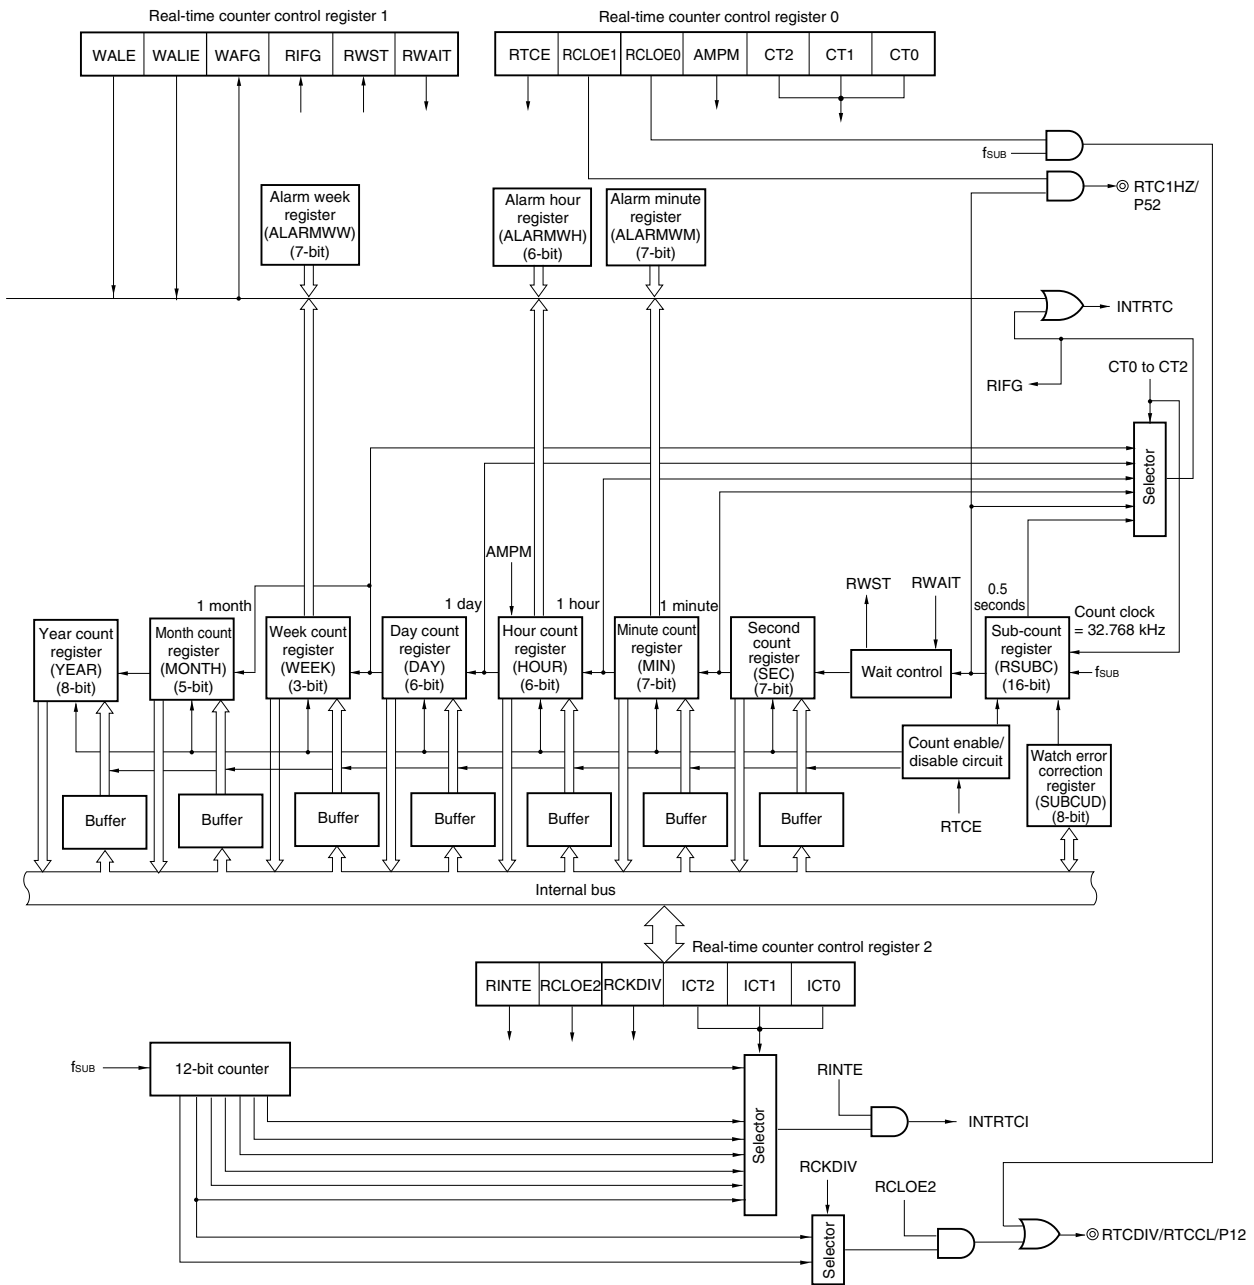 Real-time counter control register 1
Real-time counter control register 0
WALE WALIE WAFG RIFG RWST RWAIT
RTCE RCLOE1 RCLOE0 AMPM CT2 CT1 CT0
fSUB
RTC1HZ/
P52
Alarm week
register
(ALARMWW)
(7-bit)
Alarm hour
register
(ALARMWH)
(6-bit)
Alarm minute
register
(ALARMWM)
(7-bit)
INTRTC
RIFG
CT0 to CT2
Selector
AMPM
RWST
RWAIT
0.5
seconds
Count clock
= 32.768 kHz
1 month
1 day
1 hour
1 minute
Year count
register
(YEAR)
(8-bit)
Month count
register
(MONTH)
(5-bit)
Week count
register
(WEEK)
(3-bit)
Day count
register
(DAY)
(6-bit)
Hour count
register
(HOUR)
(6-bit)
Minute count
register
(MIN)
(7-bit)
Second
count
register
(SEC)
(7-bit)
Wait control
Sub-count
register
(RSUBC)
(16-bit)
fSUB
Count enable/
disable circuit
Watch error
correction
register
(SUBCUD)
(8-bit)
RTCE
Buffer
Buffer
Buffer
Buffer
Buffer
Buffer
Buffer
Internal bus
Real-time counter control register 2
RINTE RCLOE2 RCKDIV ICT2 ICT1 ICT0
fSUB
12-bit counter
Selector
RINTE
INTRTCI
RCKDIV
RCLOE2
Selector
RTCDIV/RTCCL/P12